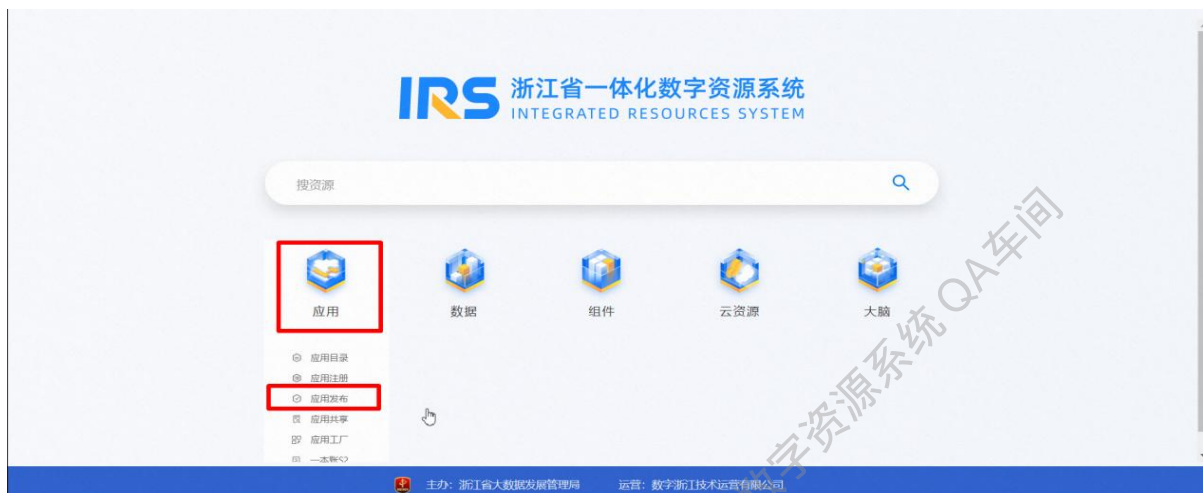 IRS 浙江省一体化数字资源系统
INTEGRATED RESOURCES SYSTEM
搜资源
应用
数据
组件
云资源
大脑
应用目录
应用注册
应用发布
应用共享
应用工厂
主办：浙江省大数据发展管理局 运营：数字浙江技术运营有限公司
数字资源系统 QA车间